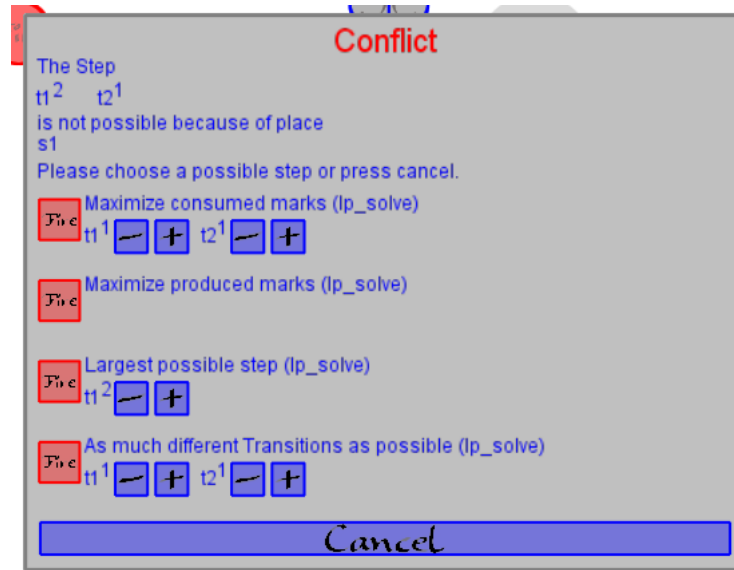 Conflict
The Step
t1² t2¹
is not possible because of place
s1
Please choose a possible step or press cancel.
Fire Maximize consumed marks (lp_solve)
t1¹ − + t2¹ − +
Fire Maximize produced marks (lp_solve)
Fire Largest possible step (lp_solve)
t1² − +
Fire As much different Transitions as possible (lp_solve)
t1¹ − + t2¹ − +
Cancel